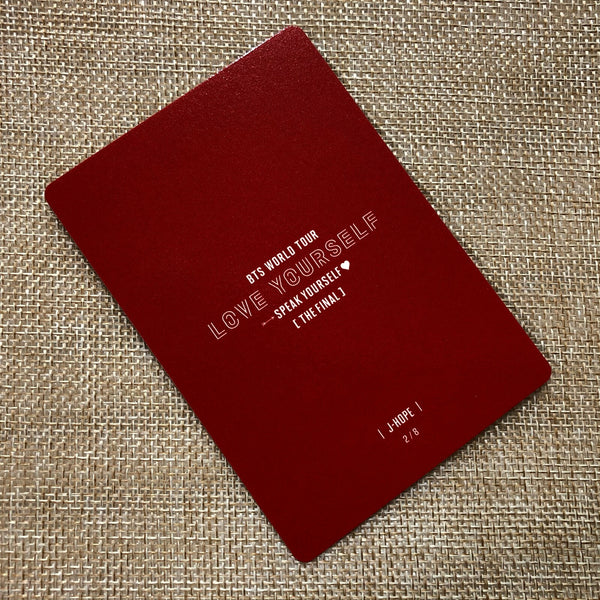 BTS WORLD TOUR
LOVE YOURSELF
SPEAK YOURSELF♥
[ THE FINAL ]
| J-HOPE |
2/8